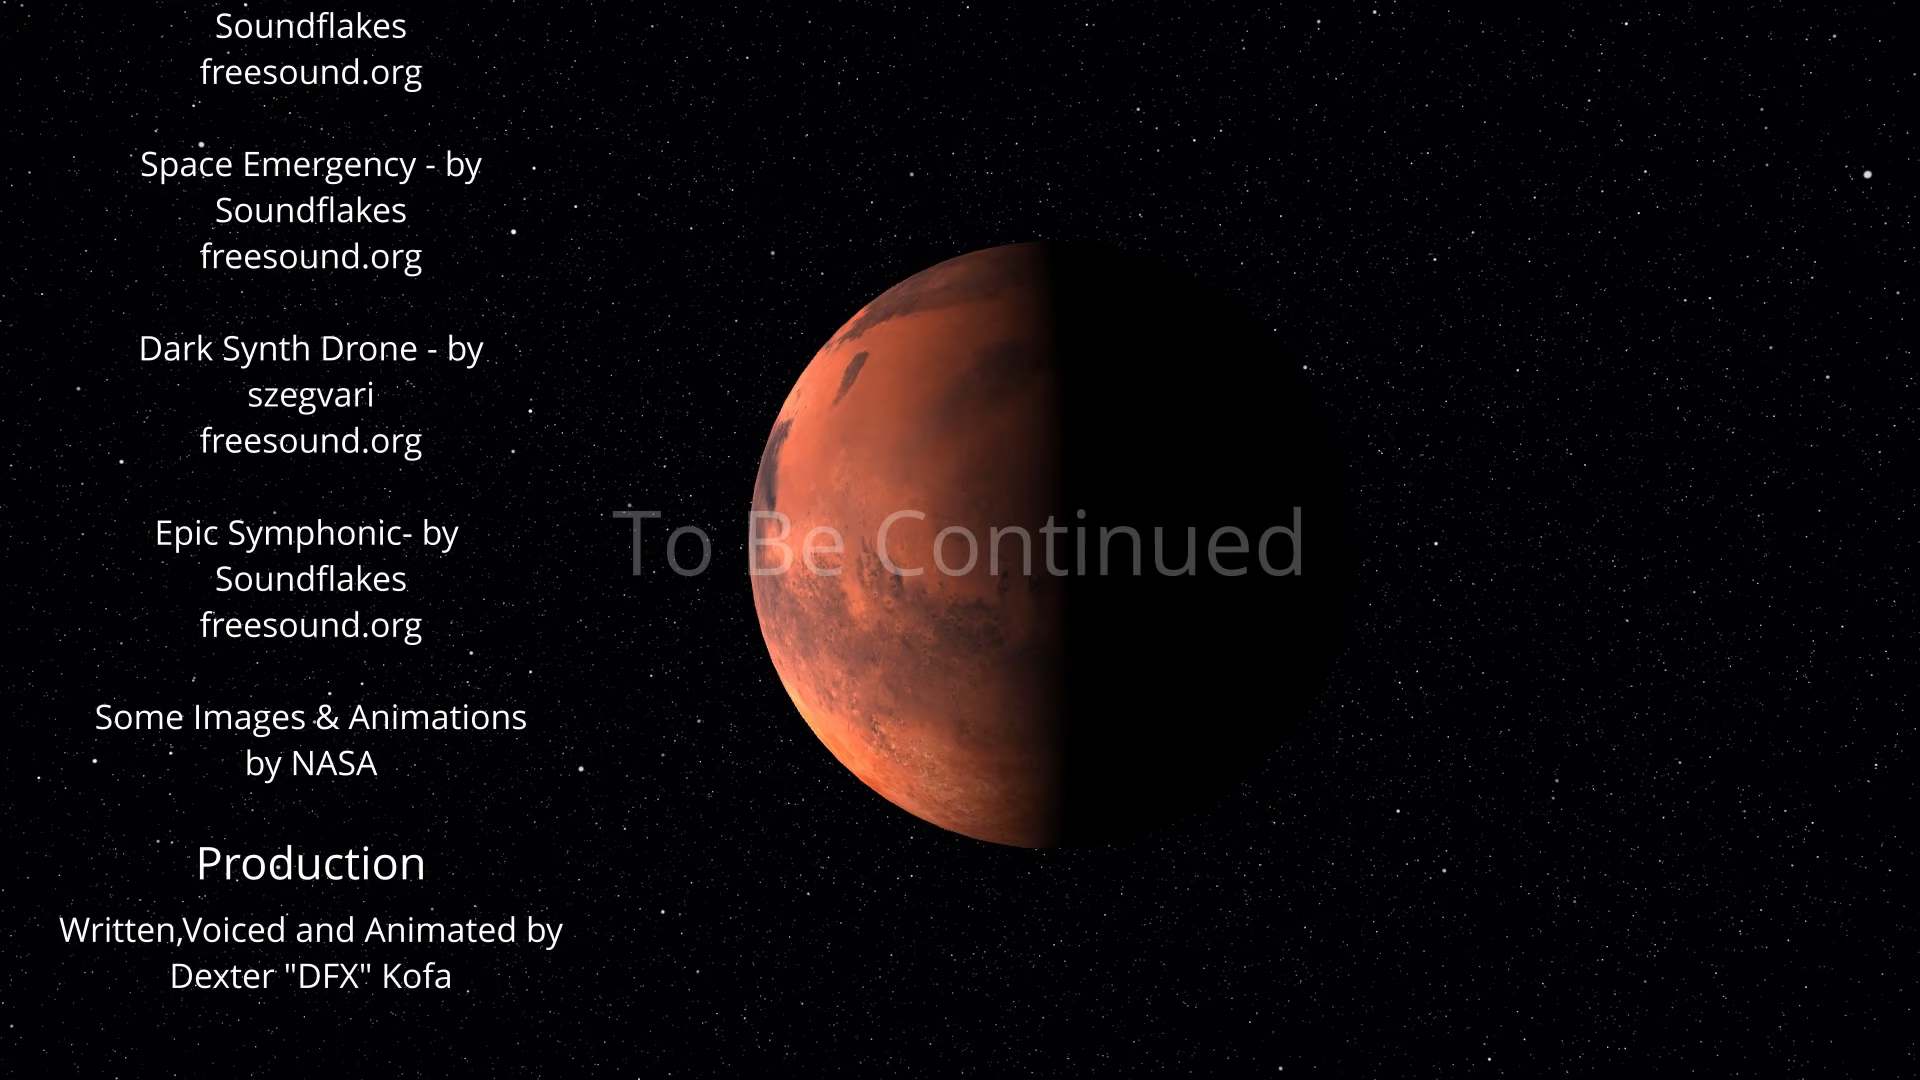 Soundflakes
freesound.org
Space Emergency - by
Soundflakes
freesound.org
Dark Synth Drone - by
szegvari
freesound.org
Epic Symphonic- by
Soundflakes
freesound.org
Some Images & Animations
by NASA
Production
Written,Voiced and Animated by
Dexter "DFX" Kofa
To Be Continued